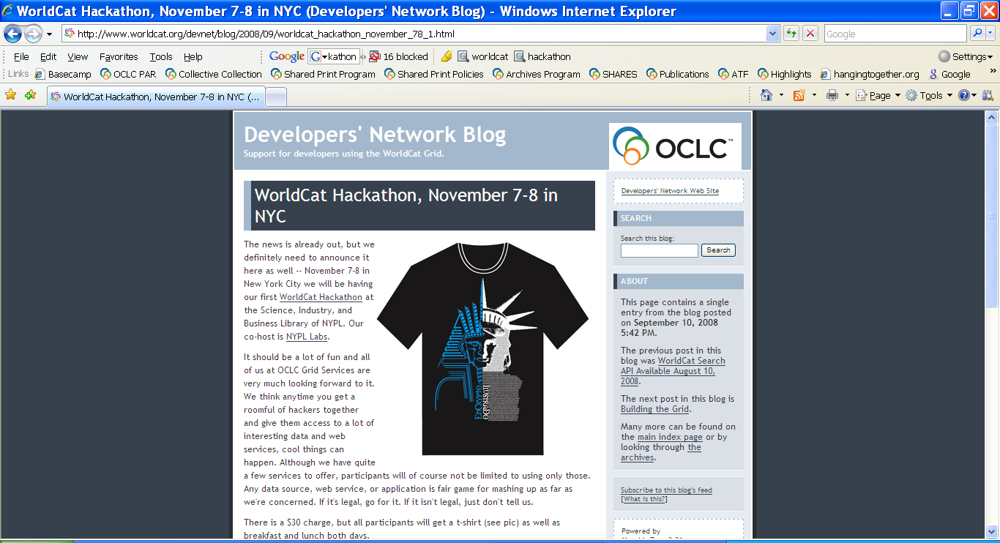 WorldCat Hackathon, November 7-8 in NYC (Developers' Network Blog) - Windows Internet Explorer
http://www.worldcat.org/devnet/blog/2008/09/worldcat_hackathon_november_78_1.html
Google
File Edit View Favorites Tools Help
Google G kathon 16 blocked worldcat hackathon Settings
Links Basecamp OCLC PAR Collective Collection Shared Print Program Shared Print Policies Archives Program SHARES Publications ATF Highlights hangingtogether.org Google »
WorldCat Hackathon, November 7-8 in NYC (... Page Tools
Developers' Network Blog
Support for developers using the WorldCat Grid.
OCLC™
WorldCat Hackathon, November 7-8 in
NYC
The news is already out, but we
definitely need to announce it
here as well -- November 7-8 in
New York City we will be having
our first WorldCat Hackathon at
the Science, Industry, and
Business Library of NYPL. Our
co-host is NYPL Labs.
It should be a lot of fun and all
of us at OCLC Grid Services are
very much looking forward to it.
We think anytime you get a
roomful of hackers together
and give them access to a lot of
interesting data and web
services, cool things can
happen. Although we have quite
a few services to offer, participants will of course not be limited to using only those.
Any data source, web service, or application is fair game for mashing up as far as
we're concerned. If it's legal, go for it. If it isn't legal, just don't tell us.
There is a $30 charge, but all participants will get a t-shirt (see pic) as well as
breakfast and lunch both days.
EnCrypto
IlustraDo
Developers' Network Web Site
SEARCH
Search this blog:
Search
ABOUT
This page contains a single
entry from the blog posted
on September 10, 2008
5:42 PM.
The previous post in this
blog was WorldCat Search
API Available August 10,
2008.
The next post in this blog is
Building the Grid.
Many more can be found on
the main index page or by
looking through the
archives.
Subscribe to this blog's feed
[What is this?]
Powered by